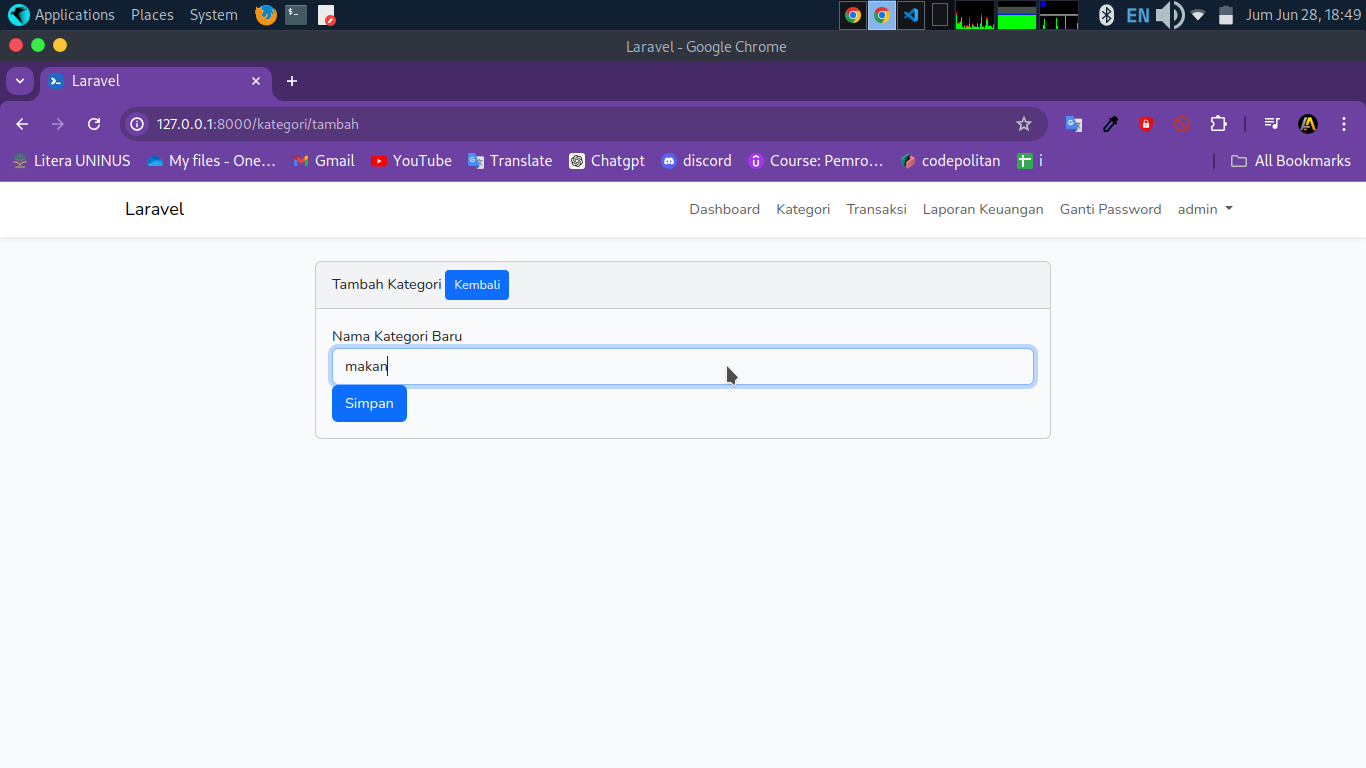 Applications Places System EN Jum Jun 28, 18:49
Laravel - Google Chrome
Laravel
127.0.0.1:8000/kategori/tambah
Litera UNINUS My files - One... Gmail YouTube Translate Chatgpt discord Course: Pemro... codepolitan i All Bookmarks
Laravel Dashboard Kategori Transaksi Laporan Keuangan Ganti Password admin
Tambah Kategori Kembali
Nama Kategori Baru
makan
Simpan